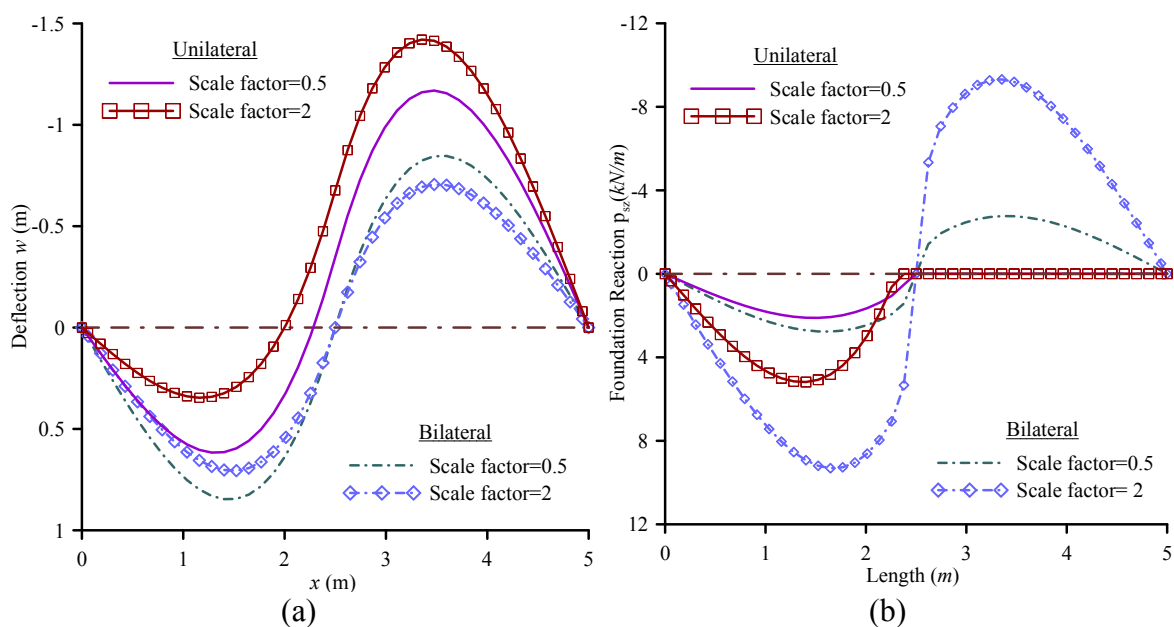 -1.5
-1
-0.5
0
0.5
1
Deflection w (m)
Unilateral
Scale factor=0.5
Scale factor=2
Bilateral
Scale factor=0.5
Scale factor=2
0 1 2 3 4 5
x (m)
(a)
-12
-8
-4
0
4
8
12
Foundation Reaction psz(kN/m)
Unilateral
Scale factor=0.5
Scale factor=2
Bilateral
Scale factor=0.5
Scale factor= 2
0 1 2 3 4 5
Length (m)
(b)